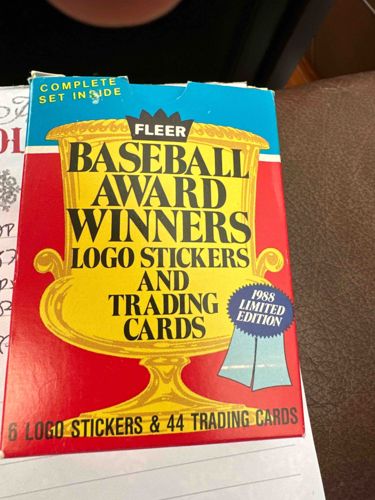 COMPLETE
SET INSIDE
FLEER
BASEBALL
AWARD
WINNERS
LOGO STICKERS
AND
TRADING
CARDS
1988
LIMITED
EDITION
6 LOGO STICKERS & 44 TRADING CARDS